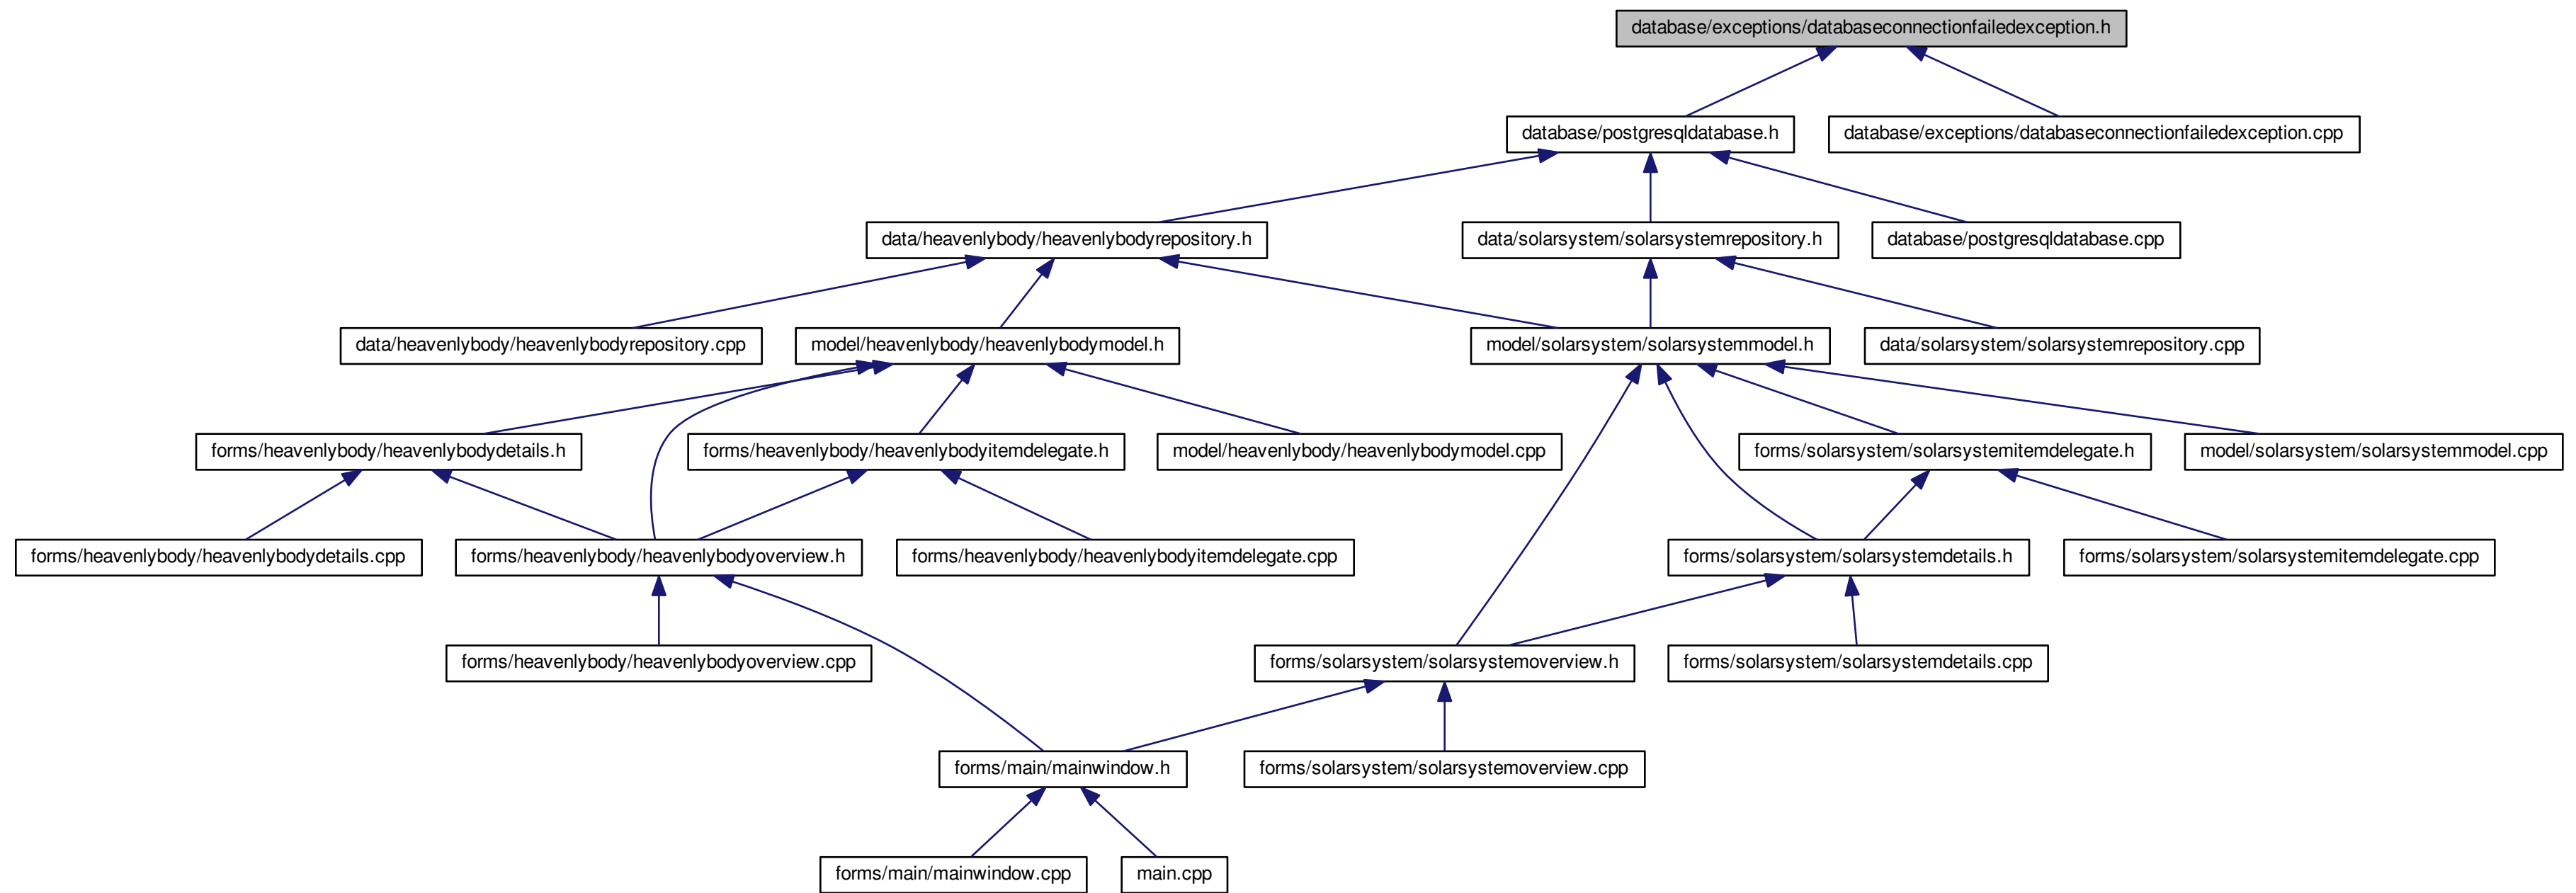 database/exceptions/databaseconnectionfailedexception.h
database/postgresqldatabase.h
database/exceptions/databaseconnectionfailedexception.cpp
data/heavenlybody/heavenlybodyrepository.h
data/solarsystem/solarsystemrepository.h
database/postgresqldatabase.cpp
data/heavenlybody/heavenlybodyrepository.cpp
model/heavenlybody/heavenlybodymodel.h
model/solarsystem/solarsystemmodel.h
data/solarsystem/solarsystemrepository.cpp
forms/heavenlybody/heavenlybodydetails.h
forms/heavenlybody/heavenlybodyitemdelegate.h
model/heavenlybody/heavenlybodymodel.cpp
forms/solarsystem/solarsystemitemdelegate.h
model/solarsystem/solarsystemmodel.cpp
forms/heavenlybody/heavenlybodydetails.cpp
forms/heavenlybody/heavenlybodyoverview.h
forms/heavenlybody/heavenlybodyitemdelegate.cpp
forms/solarsystem/solarsystemdetails.h
forms/solarsystem/solarsystemitemdelegate.cpp
forms/heavenlybody/heavenlybodyoverview.cpp
forms/solarsystem/solarsystemoverview.h
forms/solarsystem/solarsystemdetails.cpp
forms/main/mainwindow.h
forms/solarsystem/solarsystemoverview.cpp
forms/main/mainwindow.cpp
main.cpp